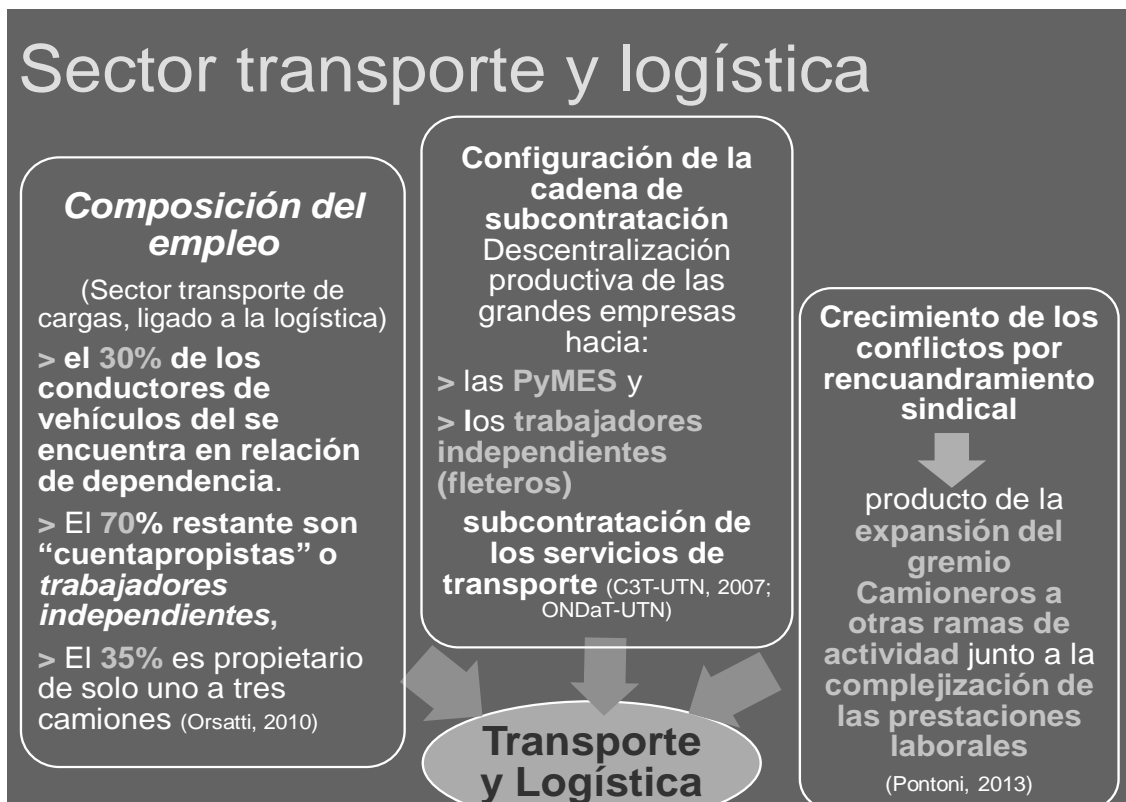 Sector transporte y logística
Composición del
empleo
(Sector transporte de
cargas, ligado a la logística)
> el 30% de los
conductores de
vehículos del se
encuentra en relación
de dependencia.
> El 70% restante son
“cuentapropistas” o
trabajadores
independientes,
> El 35% es propietario
de solo uno a tres
camiones (Orsatti, 2010)
Configuración de la
cadena de
subcontratación
Descentralización
productiva de las
grandes empresas
hacia:
> las PyMES y
> los trabajadores
independientes
(fleteros)
subcontratación de
los servicios de
transporte (C3T-UTN, 2007;
ONDaT-UTN)
Crecimiento de los
conflictos por
rencuandramiento
sindical
producto de la
expansión del
gremio
Camioneros a
otras ramas de
actividad junto a la
complejización de
las prestaciones
laborales
(Pontoni, 2013)
Transporte
y Logística